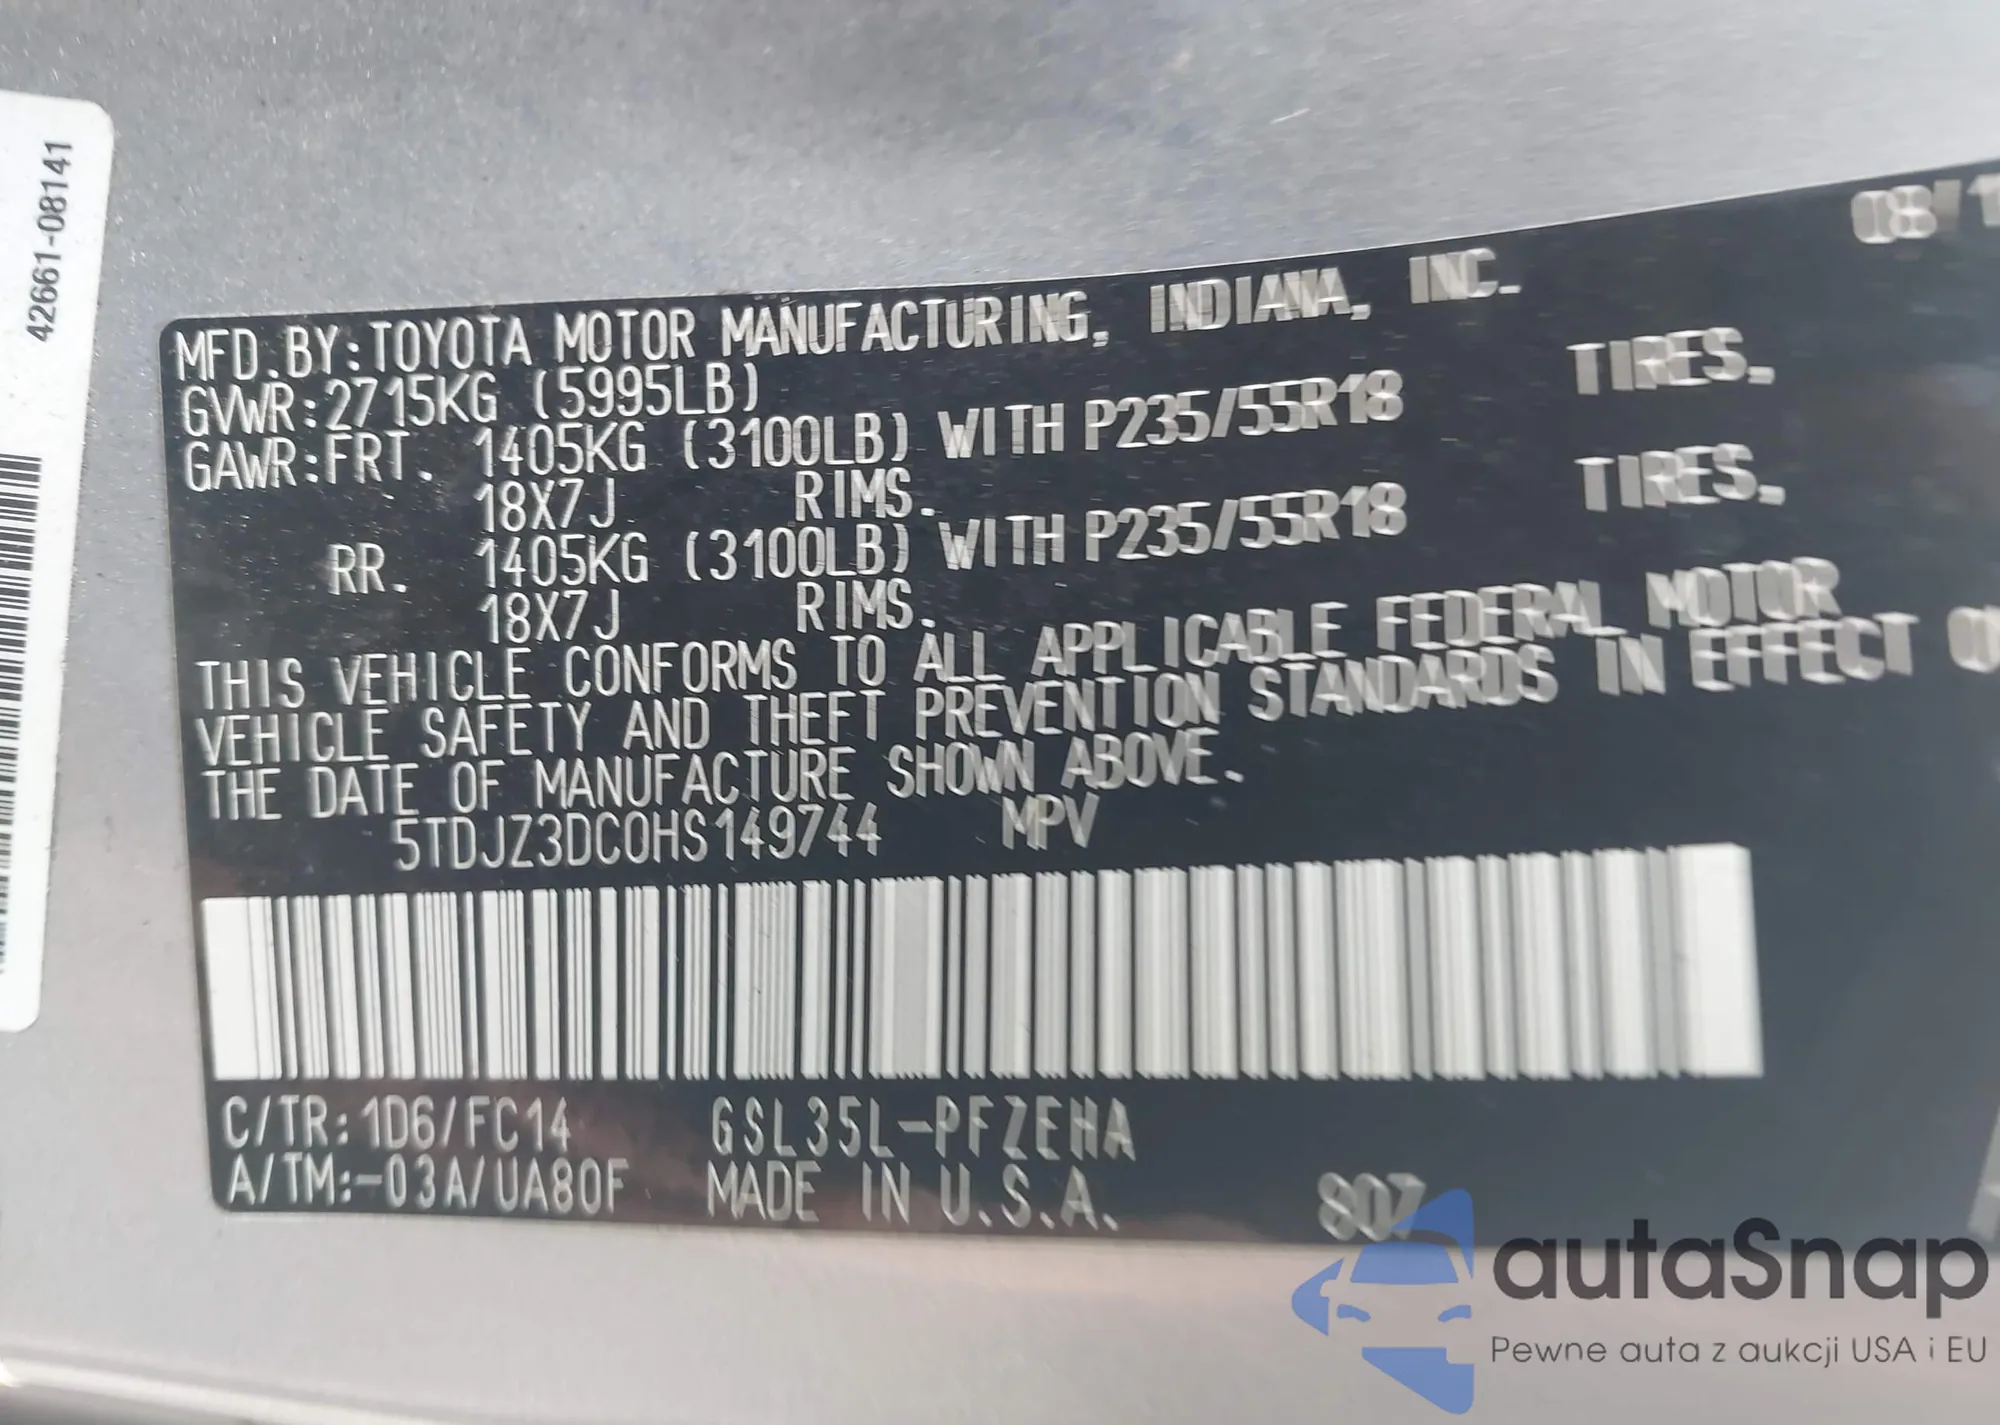 42661-08141
08/1
MFD.BY:TOYOTA MOTOR MANUFACTURING, INDIANA, INC.
GVWR:2715KG (5995LB)
GAWR:FRT. 1405KG (3100LB) WITH P235/55R18 TIRES,
18X7J RIMS.
RR. 1405KG (3100LB) WITH P235/55R18 TIRES,
18X7J RIMS.
THIS VEHICLE CONFORMS TO ALL APPLICABLE FEDERAL MOTOR
VEHICLE SAFETY AND THEFT PREVENTION STANDARDS IN EFFECT
THE DATE OF MANUFACTURE SHOWN ABOVE.
5TDJZ3DC0HS149744 MPV
C/TR:1D6/FC14 GSL35L-PFZEHA
A/TM:-03A/UA80F MADE IN U.S.A. 807
autaSnap
Pewne auta z aukcji USA i EU